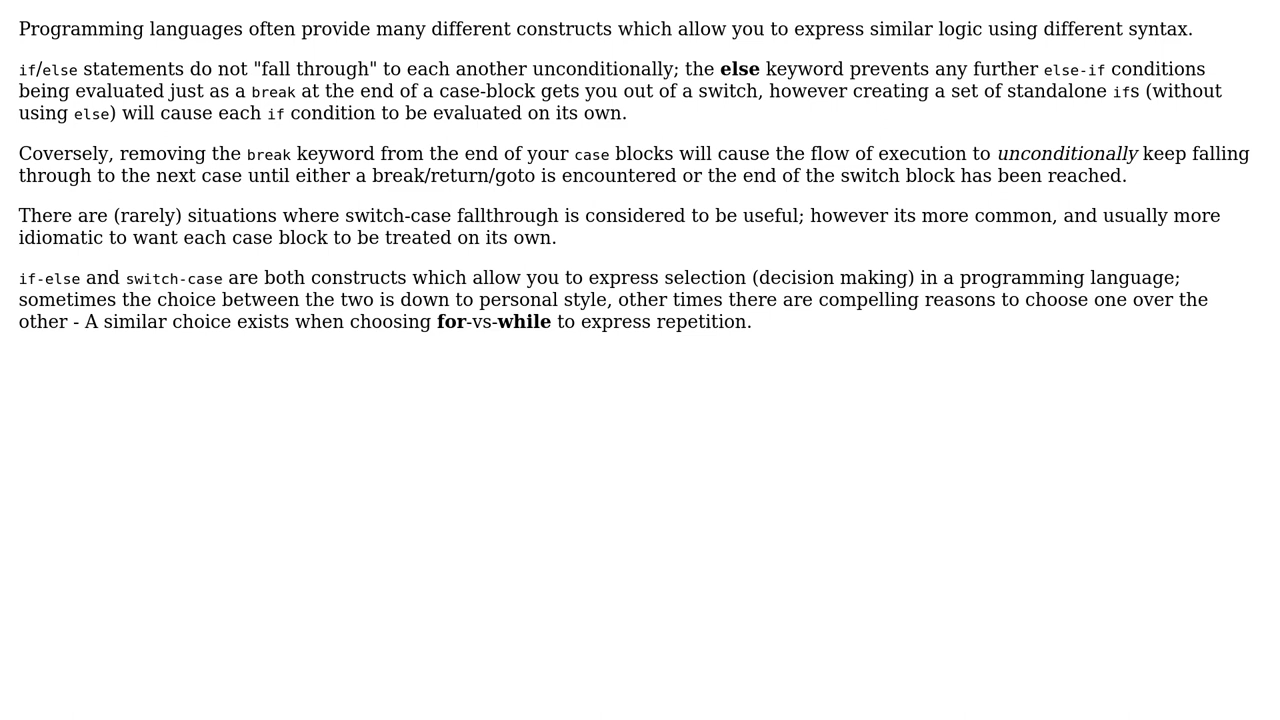 Programming languages often provide many different constructs which allow you to express similar logic using different syntax.
if/else statements do not "fall through" to each another unconditionally; the else keyword prevents any further else-if conditions
being evaluated just as a break at the end of a case-block gets you out of a switch, however creating a set of standalone ifs (without
using else) will cause each if condition to be evaluated on its own.
Coversely, removing the break keyword from the end of your case blocks will cause the flow of execution to unconditionally keep falling
through to the next case until either a break/return/goto is encountered or the end of the switch block has been reached.
There are (rarely) situations where switch-case fallthrough is considered to be useful; however its more common, and usually more
idiomatic to want each case block to be treated on its own.
if-else and switch-case are both constructs which allow you to express selection (decision making) in a programming language;
sometimes the choice between the two is down to personal style, other times there are compelling reasons to choose one over the
other - A similar choice exists when choosing for-vs-while to express repetition.